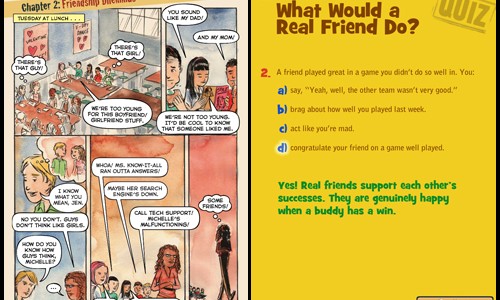 Chapter 2: Friendship Dilemmas
TUESDAY AT LUNCH . . .
VALENTINE
DANCE
THERE'S
THAT GUY!
THERE'S
THAT GIRL!
WE'RE TOO YOUNG
FOR THIS BOYFRIEND/
GIRLFRIEND STUFF.
YOU SOUND
LIKE MY DAD!
AND MY MOM!
WE'RE NOT TOO YOUNG.
IT'D BE COOL TO KNOW
THAT SOMEONE LIKED ME.
I KNOW
WHAT YOU
MEAN, JEN.
NO YOU DON'T. GUYS
DON'T THINK LIKE GIRLS.
HOW DO YOU
KNOW HOW
GUYS THINK,
MICHELLE?
...
WHOA! MS. KNOW-IT-ALL
RAN OUTTA ANSWERS!
MAYBE HER SEARCH
ENGINE'S DOWN.
CALL TECH SUPPORT!
MICHELLE'S
MALFUNCTIONING!
SOME
FRIENDS!
QUIZ
What Would a
Real Friend Do?
2. A friend played great in a game you didn't do so well in. You:
a) say, "Yeah, well, the other team wasn't very good."
b) brag about how well you played last week.
c) act like you're mad.
d) congratulate your friend on a game well played.
Yes! Real friends support each other's
successes. They are genuinely happy
when a buddy has a win.